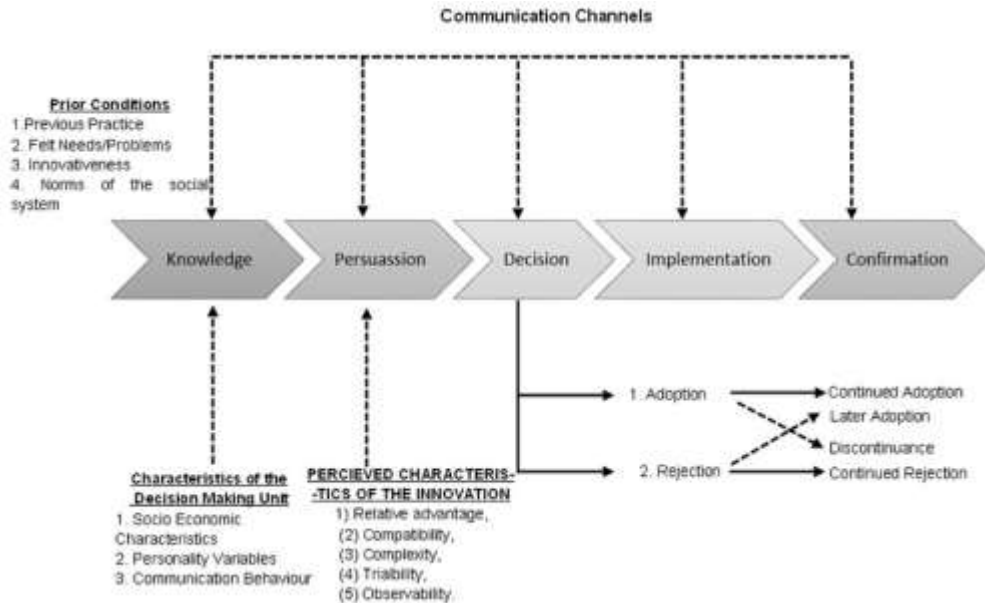 Communication Channels
Prior Conditions
1.Previous Practice
2. Felt Needs/Problems
3. Innovativeness
4. Norms of the social
system
Knowledge
Persuassion
Decision
Implementation
Confirmation
1. Adoption
Continued Adoption
Later Adoption
Discontinuance
2. Rejection
Continued Rejection
Characteristics of the
Decision Making Unit
1. Socio Economic
Characteristics
2. Personality Variables
3. Communication Behaviour
PERCIEVED CHARACTERIS-
-TICS OF THE INNOVATION
1) Relative advantage,
(2) Compatibility,
(3) Complexity,
(4) Trialbility,
(5) Observability.